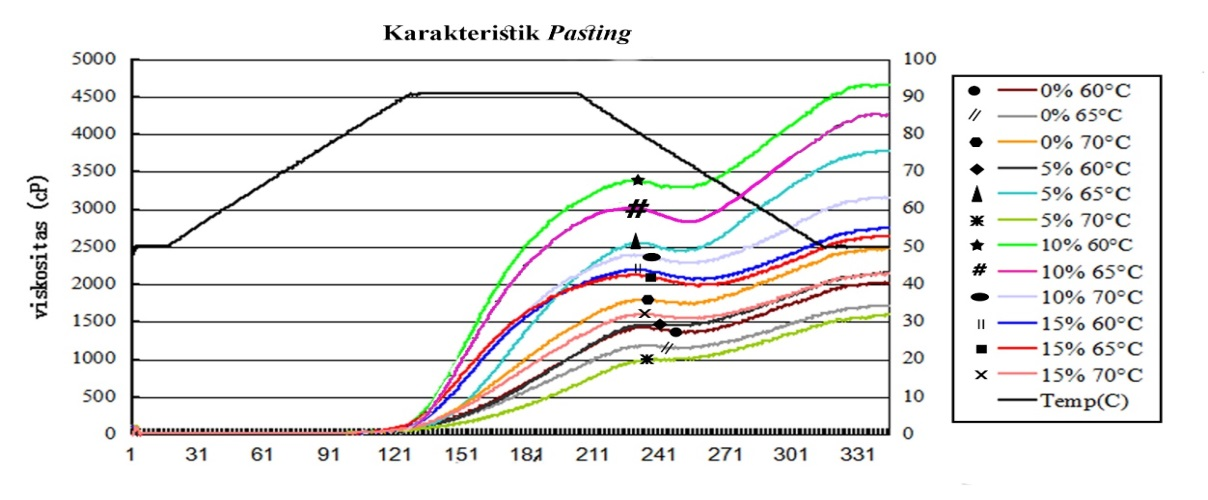 Karakteristik Pasting
5000
4500
4000
3500
3000
2500
2000
1500
1000
500
0
viskositas (cP)
100
90
80
70
60
50
40
30
20
10
0
1 31 61 91 121 151 181 211 241 271 301 331
#
0% 60°C
// 0% 65°C
0% 70°C
5% 60°C
5% 65°C
5% 70°C
10% 60°C
# 10% 65°C
10% 70°C
15% 60°C
15% 65°C
15% 70°C
Temp(C)